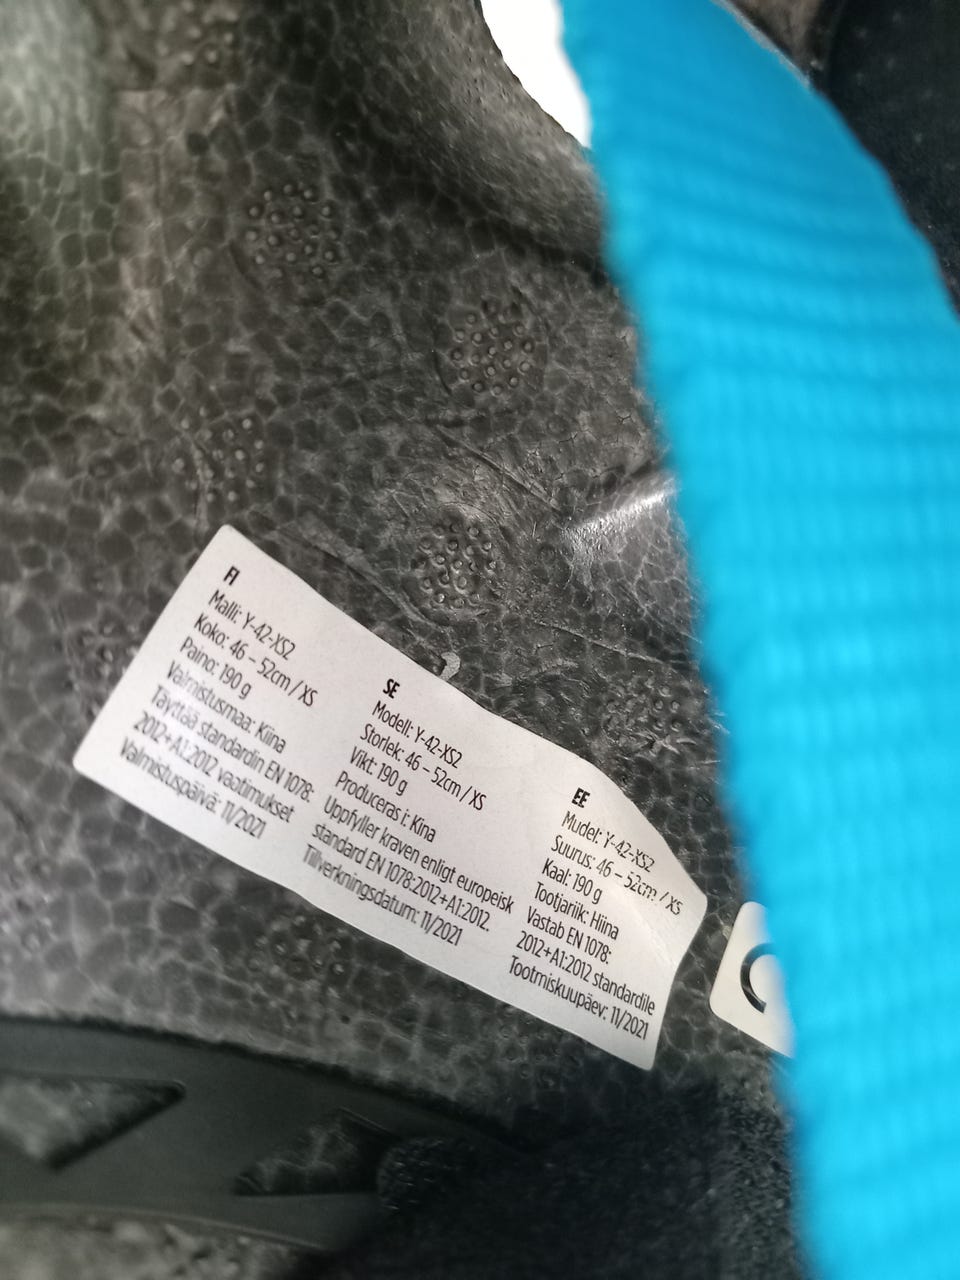 FI
Malli: Y-42-XS2
Koko: 46 – 52cm / XS
Paino: 190 g
Valmistusmaa: Kiina
Täyttää standardin EN 1078:
2012+A1:2012 vaatimukset
Valmistuspäivä: 11/2021
SE
Modell: Y-42-XS2
Storlek: 46 – 52cm / XS
Vikt: 190 g
Produceras i: Kina
Uppfyller kraven enligt europeisk
standard EN 1078:2012+A1:2012.
Tillverkningsdatum: 11/2021
EE
Mudel: Y-42-XS2
Suurus: 46 – 52cm / XS
Kaal: 190 g
Tootjariik: Hiina
Vastab EN 1078:
2012+A1:2012 standardile
Tootmiskuupäev: 11/2021